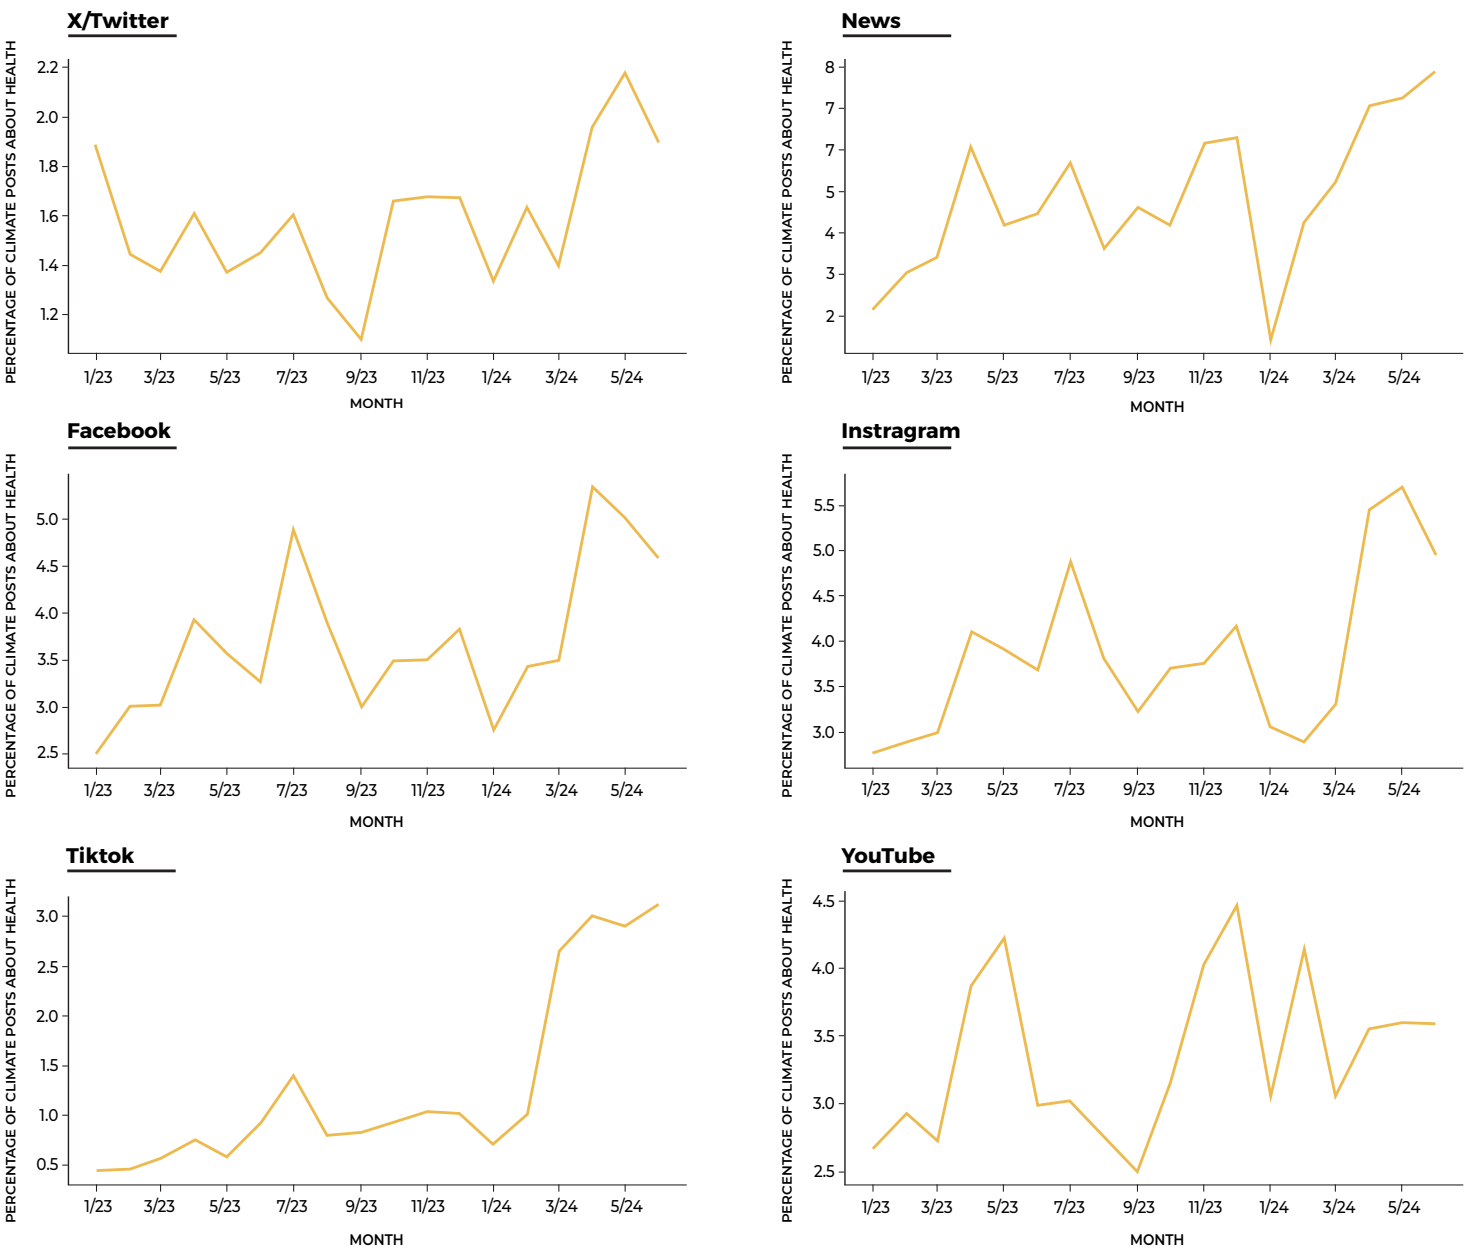 X/Twitter
PERCENTAGE OF CLIMATE POSTS ABOUT HEALTH
2.2
2.0
1.8
1.6
1.4
1.2
1/23 3/23 5/23 7/23 9/23 11/23 1/24 3/24 5/24
MONTH
News
PERCENTAGE OF CLIMATE POSTS ABOUT HEALTH
8
7
7
5
4
3
2
1/23 3/23 5/23 7/23 9/23 11/23 1/24 3/24 5/24
MONTH
Facebook
PERCENTAGE OF CLIMATE POSTS ABOUT HEALTH
5.0
4.5
4.0
3.5
3.0
2.5
1/23 3/23 5/23 7/23 9/23 11/23 1/24 3/24 5/24
MONTH
Instragram
PERCENTAGE OF CLIMATE POSTS ABOUT HEALTH
5.5
5.0
4.5
4.0
3.5
3.0
1/23 3/23 5/23 7/23 9/23 11/23 1/24 3/24 5/24
MONTH
Tiktok
PERCENTAGE OF CLIMATE POSTS ABOUT HEALTH
3.0
2.5
2.0
1.5
1.0
0.5
1/23 3/23 5/23 7/23 9/23 11/23 1/24 3/24 5/24
MONTH
YouTube
PERCENTAGE OF CLIMATE POSTS ABOUT HEALTH
4.5
4.0
3.5
3.0
2.5
1/23 3/23 5/23 7/23 9/23 11/23 1/24 3/24 5/24
MONTH